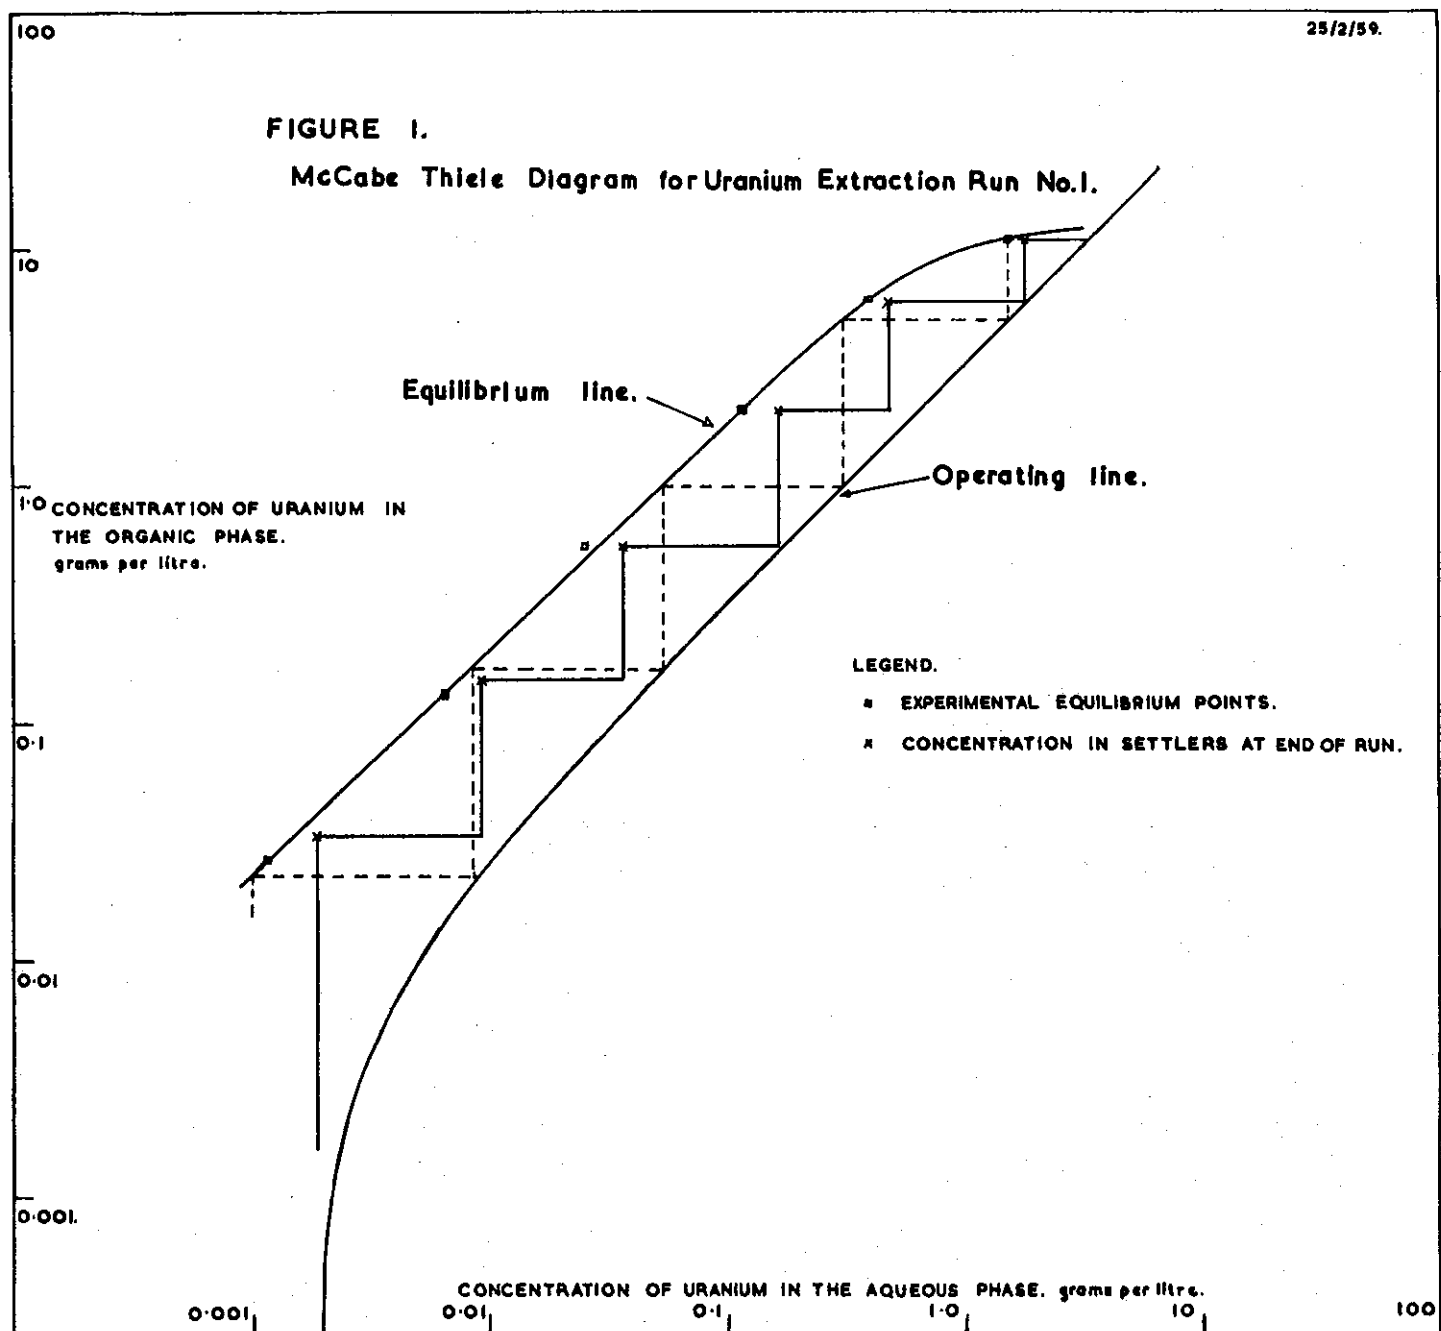 100
25/2/59.
FIGURE 1.
McCabe Thiele Diagram for Uranium Extraction Run No.1.
10
Equilibrium line.
Operating line.
1·0
CONCENTRATION OF URANIUM IN
THE ORGANIC PHASE.
grams per litre.
LEGEND.
EXPERIMENTAL EQUILIBRIUM POINTS.
x CONCENTRATION IN SETTLERS AT END OF RUN.
0·1
0·01
0·001.
CONCENTRATION OF URANIUM IN THE AQUEOUS PHASE. grams per litre.
0·001 0·01 0·1 1·0 10 100